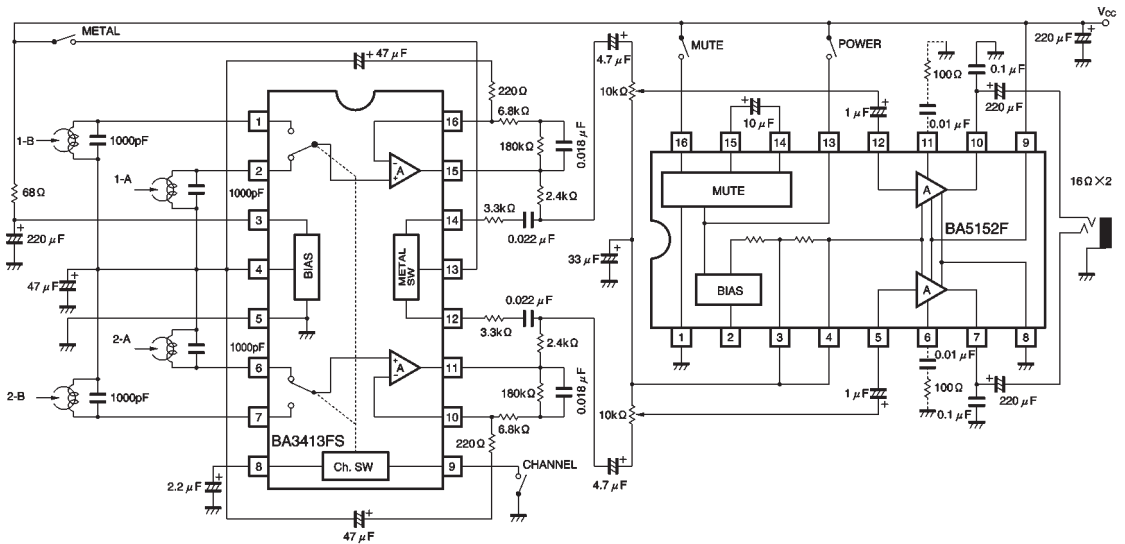 VCC
METAL
47 μF
4.7 μF
MUTE
POWER
220 μF
220Ω
6.8kΩ
10kΩ
100Ω
0.1 μF
220 μF
1 μF
10 μF
0.01 μF
1-B
1000pF
1
16
180kΩ
0.018 μF
16
15
14
13
12
11
10
9
1-A
1000pF
2
A
15
MUTE
A
BA5152F
16Ω×2
68Ω
2.4kΩ
3
14
3.3kΩ
0.022 μF
220 μF
BIAS
METAL SW
33 μF
4
13
47 μF
BIAS
A
5
12
0.022 μF
3.3kΩ
2-A
1000pF
2.4kΩ
1
2
3
4
5
6
7
8
6
A
11
0.01 μF
2-B
1000pF
180kΩ
0.018 μF
1 μF
100Ω
220 μF
7
10
6.8kΩ
10kΩ
0.1 μF
BA3413FS
220Ω
8
Ch. SW
9
CHANNEL
2.2 μF
4.7 μF
47 μF